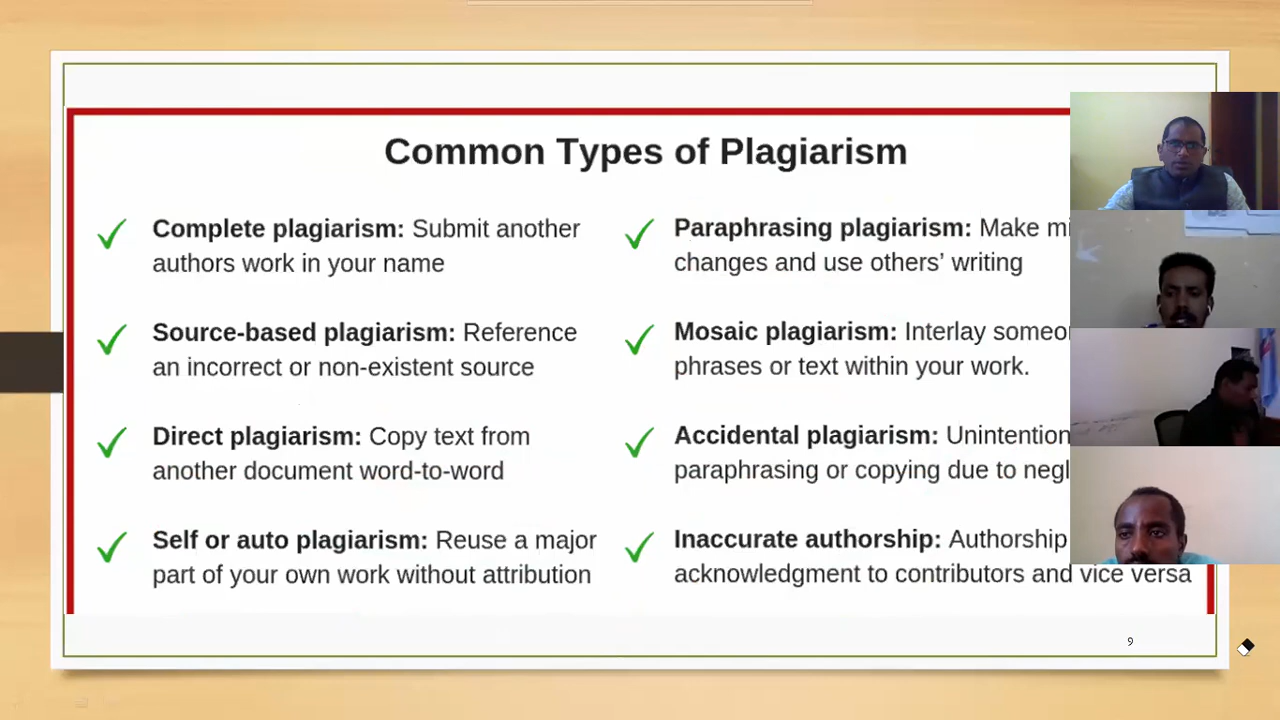 Common Types of Plagiarism
Complete plagiarism: Submit another
authors work in your name
Source-based plagiarism: Reference
an incorrect or non-existent source
Direct plagiarism: Copy text from
another document word-to-word
Self or auto plagiarism: Reuse a major
part of your own work without attribution
Paraphrasing plagiarism: Make
changes and use others’ writing
Mosaic plagiarism: Interlay
phrases or text within your work.
Accidental plagiarism:
paraphrasing or copying due to
Inaccurate authorship: Authorship
acknowledgment to contributors and vice versa
9